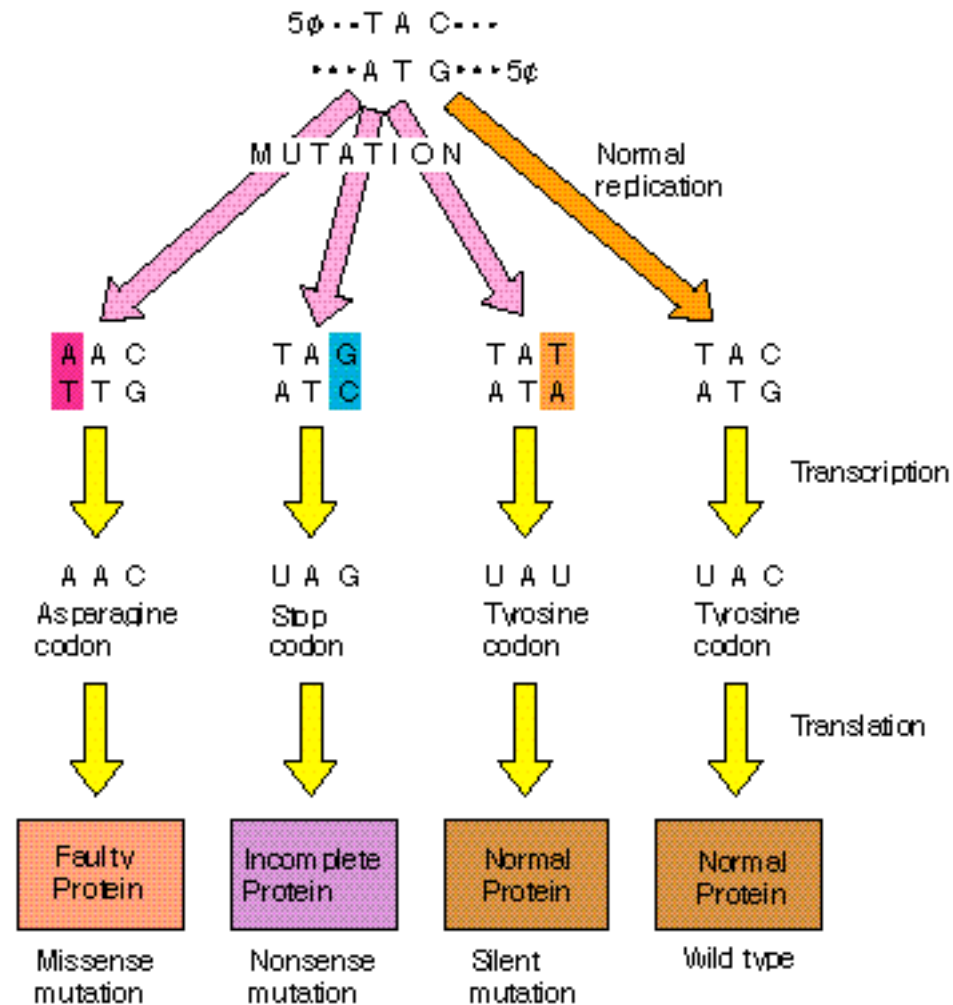 5¢ • • T A C • • •
• • • A T G • • • 5¢
MUTATION
Normal
replication
A A C
T T G
T A G
A T C
T A T
A T A
T A C
A T G
Transcription
A A C
Asparagine
codon
U A G
Stop
codon
U A U
Tyrosine
codon
U A C
Tyrosine
codon
Translation
Faulty
Protein
Incomplete
Protein
Normal
Protein
Normal
Protein
Missense
mutation
Nonsense
mutation
Silent
mutation
Wild type